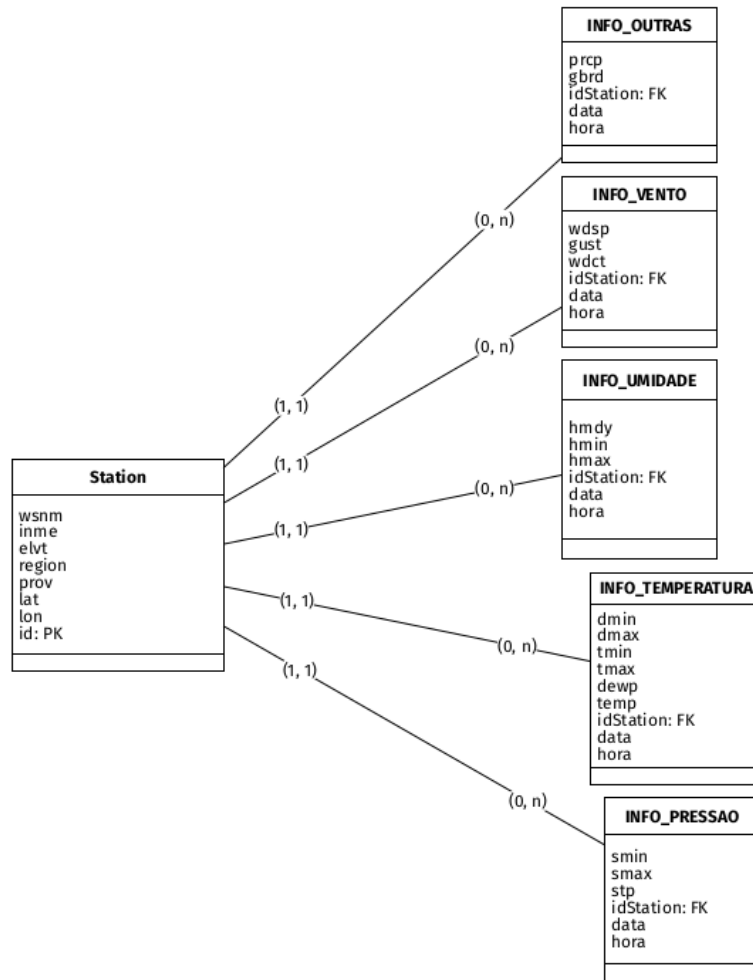 INFO_OUTRAS
prcp
gbrd
idStation: FK
data
hora
(0, n)
(1, 1)
INFO_VENTO
wdsp
gust
wdct
idStation: FK
data
hora
(0, n)
(1, 1)
INFO_UMIDADE
hmdy
hmin
hmax
idStation: FK
data
hora
(0, n)
(1, 1)
Station
wsnm
inme
elvt
region
prov
lat
lon
id: PK
(1, 1)
(0, n)
INFO_TEMPERATURA
dmin
dmax
tmin
tmax
dewp
temp
idStation: FK
data
hora
(1, 1)
(0, n)
INFO_PRESSAO
smin
smax
stp
idStation: FK
data
hora